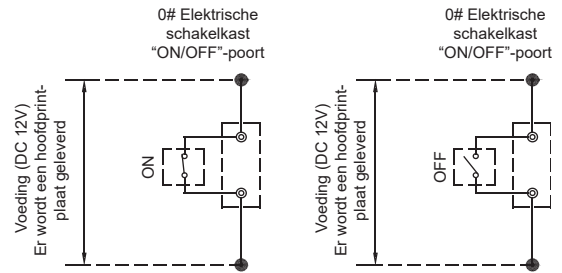 0# Elektrische
schakelkast
“ON/OFF”-poort
Voeding (DC 12V)
Er wordt een hoofdprint-
plaat geleverd
ON
0# Elektrische
schakelkast
“ON/OFF”-poort
Voeding (DC 12V)
Er wordt een hoofdprint-
plaat geleverd
OFF